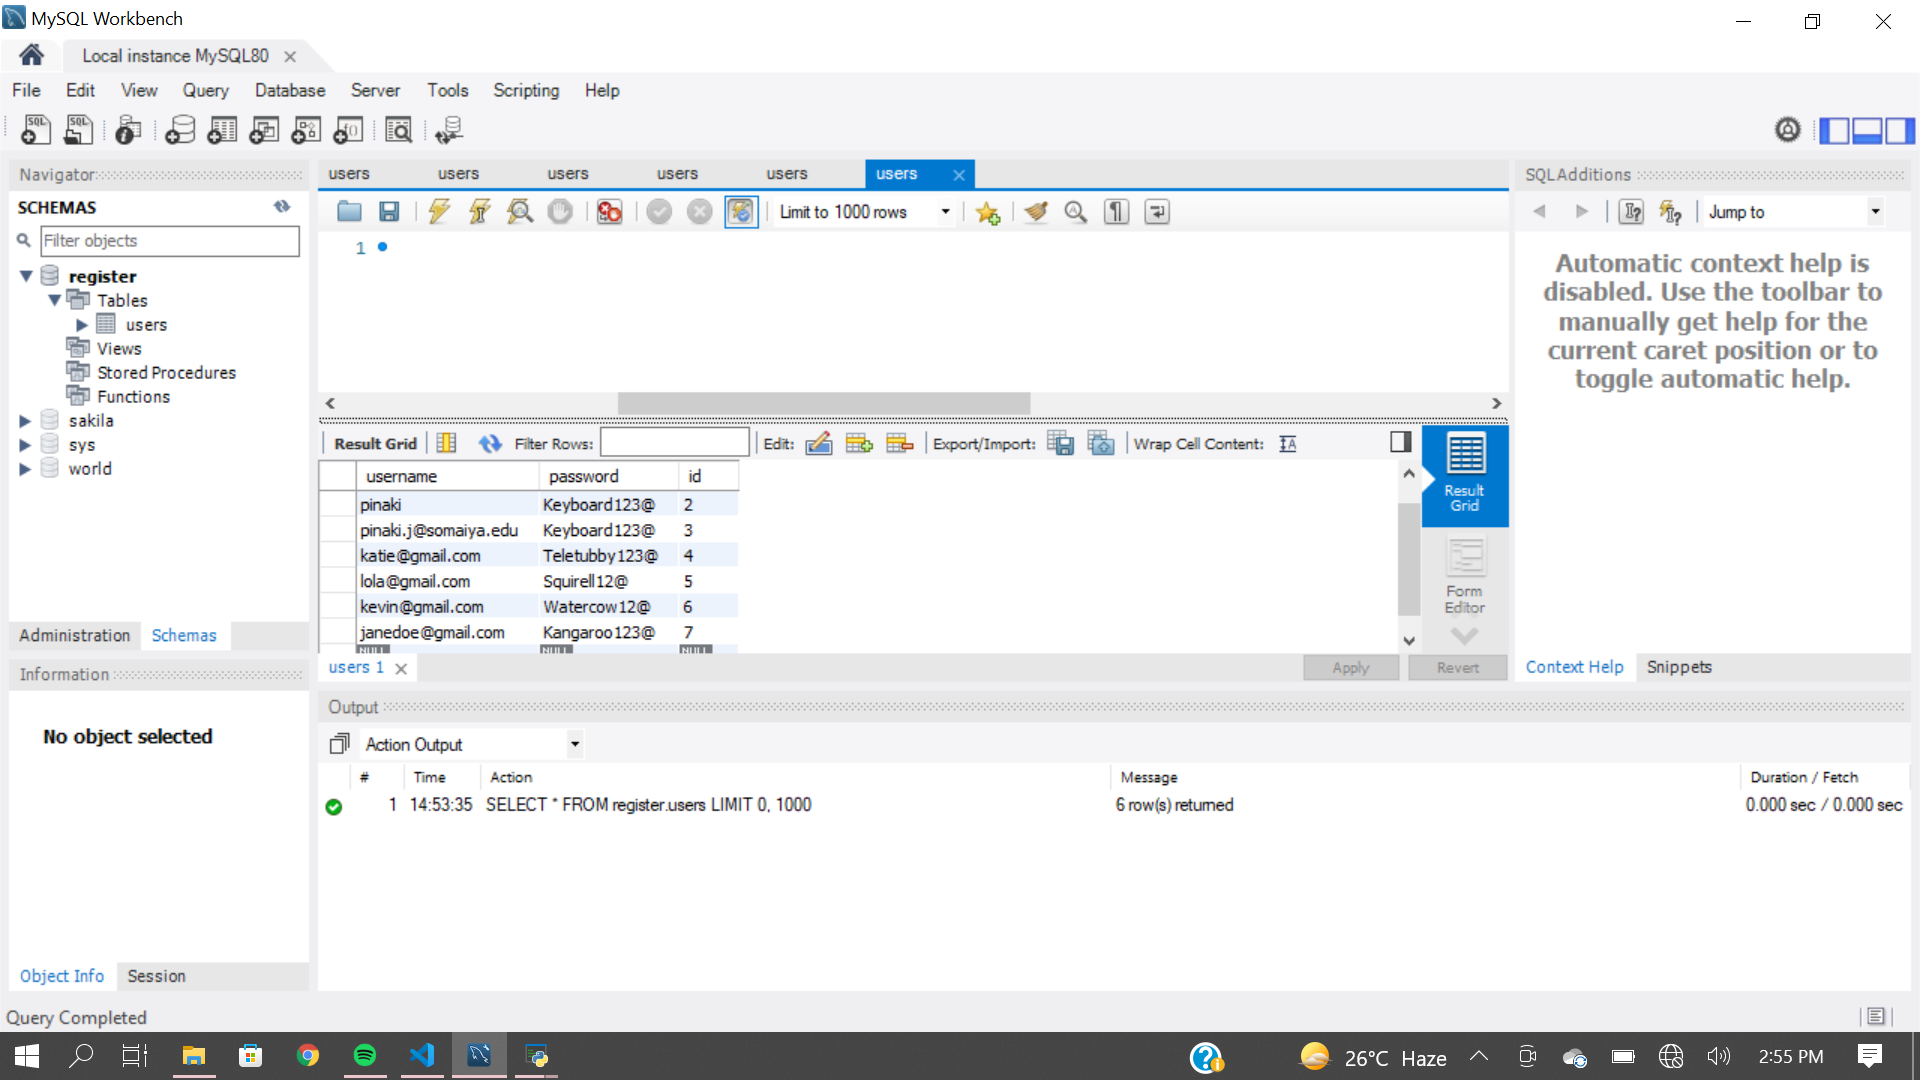 MySQL Workbench
Local instance MySQL80
File Edit View Query Database Server Tools Scripting Help
Navigator
SCHEMAS
Filter objects
register
Tables
users
Views
Stored Procedures
Functions
sakila
sys
world
Administration Schemas
Information
No object selected
Object Info Session
users users users users users users
Limit to 1000 rows
1
Result Grid Filter Rows: Edit: Export/Import: Wrap Cell Content:
username password id
pinaki Keyboard123@ 2
pinaki.j@somaiya.edu Keyboard123@ 3
katie@gmail.com Teletubby123@ 4
lola@gmail.com Squirell12@ 5
kevin@gmail.com Watercow12@ 6
janedoe@gmail.com Kangaroo123@ 7
NULL NULL NULL
Result
Grid
Form
Editor
users 1 Apply Revert
SQLAdditions
Jump to
Automatic context help is
disabled. Use the toolbar to
manually get help for the
current caret position or to
toggle automatic help.
Context Help Snippets
Output
Action Output
# Time Action Message Duration / Fetch
1 14:53:35 SELECT * FROM register.users LIMIT 0, 1000 6 row(s) returned 0.000 sec / 0.000 sec
Query Completed
26°C Haze 2:55 PM